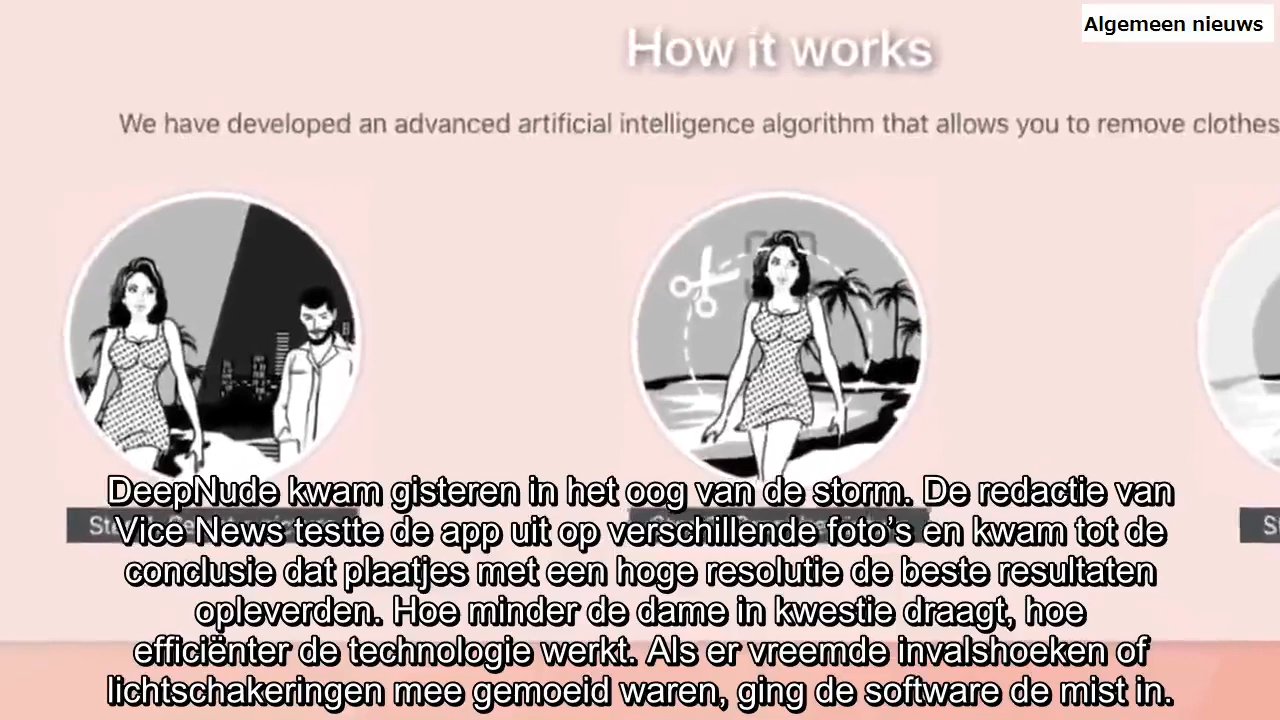 Algemeen nieuws
How it works
We have developed an advanced artificial intelligence algorithm that allows you to remove clothes
DeepNude kwam gisteren in het oog van de storm. De redactie van
Vice News testte de app uit op verschillende foto’s en kwam tot de
conclusie dat plaatjes met een hoge resolutie de beste resultaten
opleverden. Hoe minder de dame in kwestie draagt, hoe
efficiënter de technologie werkt. Als er vreemde invalshoeken of
lichtschakeringen mee gemoeid waren, ging de software de mist in.